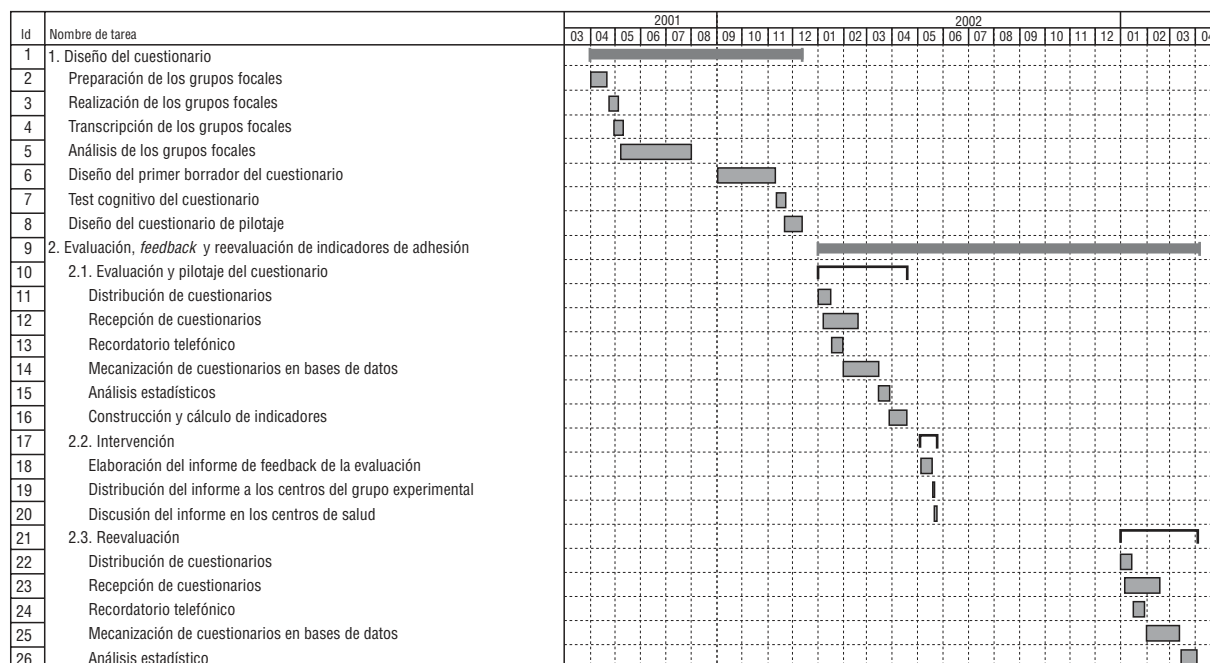 2001 2002
Id Nombre de tarea 03 04 05 06 07 08 09 10 11 12 01 02 03 04 05 06 07 08 09 10 11 12 01 02 03 04
1 1. Diseño del cuestionario
2 Preparación de los grupos focales
3 Realización de los grupos focales
4 Transcripción de los grupos focales
5 Análisis de los grupos focales
6 Diseño del primer borrador del cuestionario
7 Test cognitivo del cuestionario
8 Diseño del cuestionario de pilotaje
9 2. Evaluación, feedback y reevaluación de indicadores de adhesión
10 2.1. Evaluación y pilotaje del cuestionario
11 Distribución de cuestionarios
12 Recepción de cuestionarios
13 Recordatorio telefónico
14 Mecanización de cuestionarios en bases de datos
15 Análisis estadísticos
16 Construcción y cálculo de indicadores
17 2.2. Intervención
18 Elaboración del informe de feedback de la evaluación
19 Distribución del informe a los centros del grupo experimental
20 Discusión del informe en los centros de salud
21 2.3. Reevaluación
22 Distribución de cuestionarios
23 Recepción de cuestionarios
24 Recordatorio telefónico
25 Mecanización de cuestionarios en bases de datos
26 Análisis estadístico